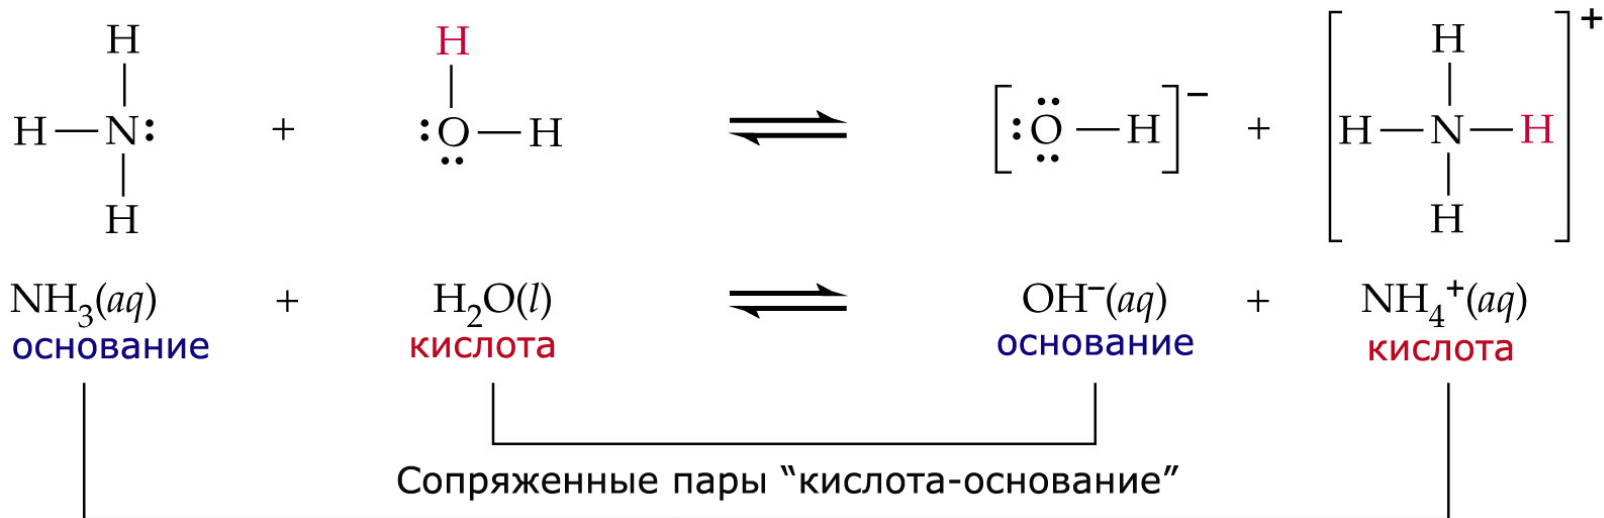 H H H
H—N: + :O—H ⇌ [:O—H]⁻ + [H—N—H]⁺
H H
NH₃(aq) + H₂O(l) ⇌ OH⁻(aq) + NH₄⁺(aq)
основание кислота основание кислота
Сопряженные пары “кислота-основание”